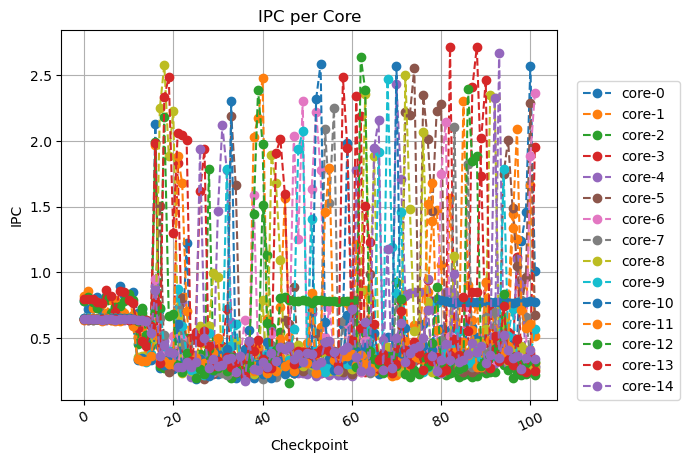 IPC per Core
IPC
2.5
2.0
1.5
1.0
0.5
0
20
40
60
80
100
Checkpoint
core-0
core-1
core-2
core-3
core-4
core-5
core-6
core-7
core-8
core-9
core-10
core-11
core-12
core-13
core-14